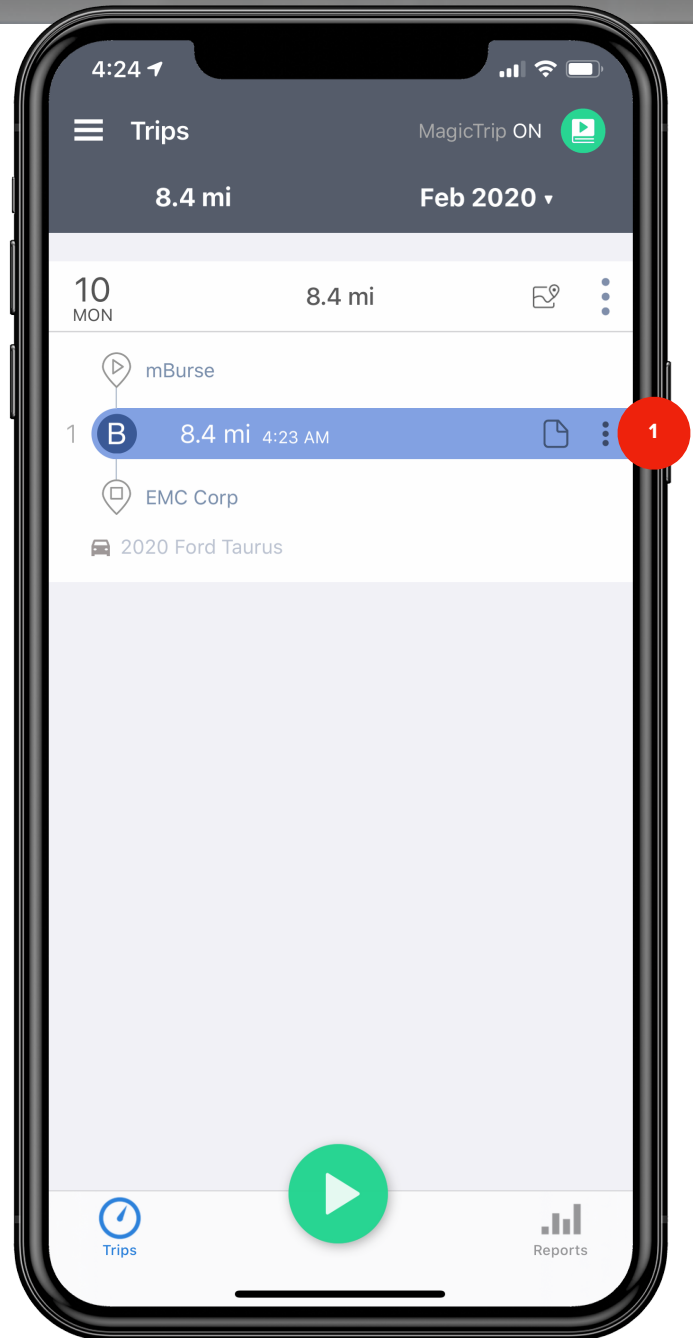 4:24
Trips MagicTrip ON
8.4 mi Feb 2020 ▾
10 8.4 mi
MON
mBurse
1 B 8.4 mi 4:23 AM 1
EMC Corp
2020 Ford Taurus
Trips Reports